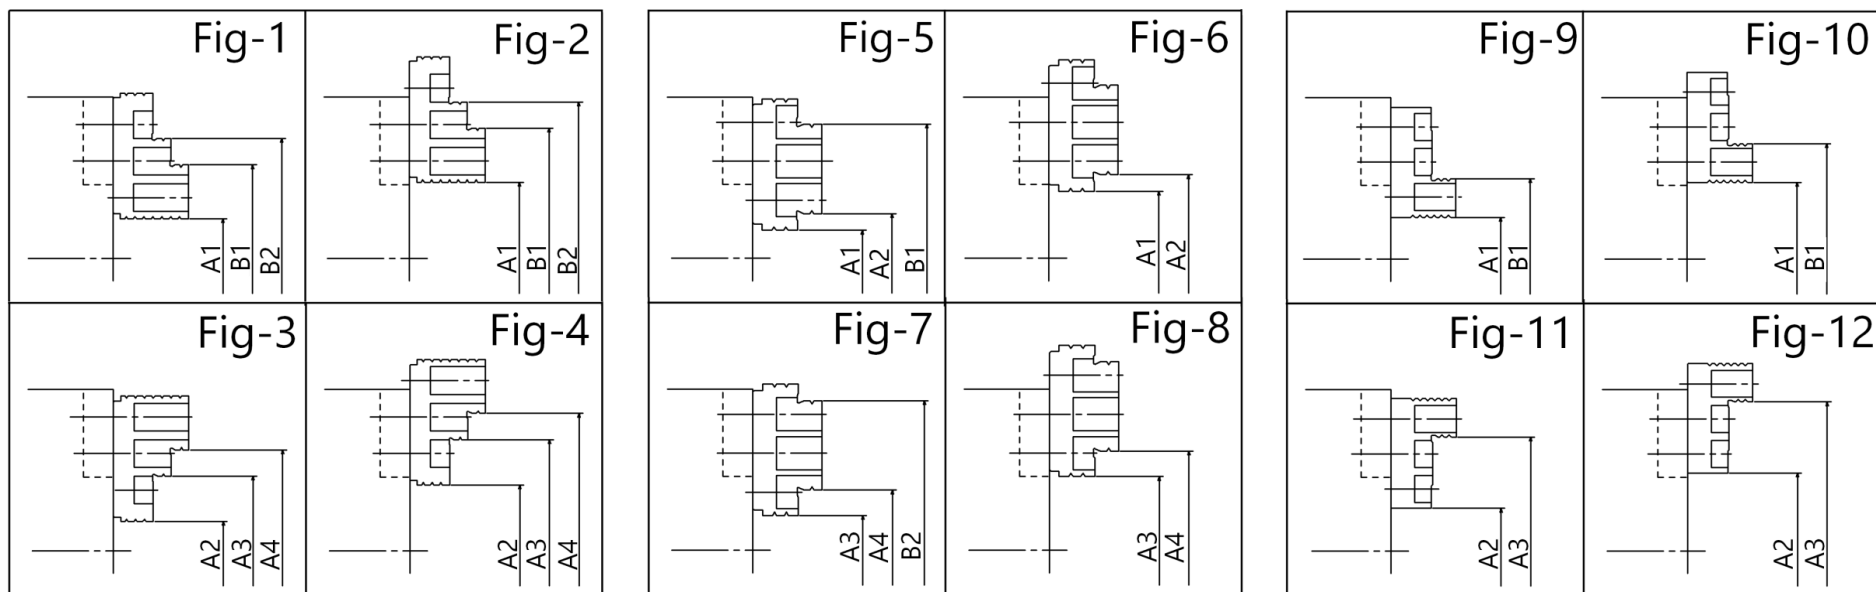 Fig-1
A1
B1
B2
Fig-2
A1
B1
B2
Fig-3
A2
A3
A4
Fig-4
A2
A3
A4
Fig-5
A1
A2
B1
Fig-6
A1
A2
Fig-7
A3
A4
B2
Fig-8
A3
A4
Fig-9
A1
B1
Fig-10
A1
B1
Fig-11
A2
A3
Fig-12
A2
A3